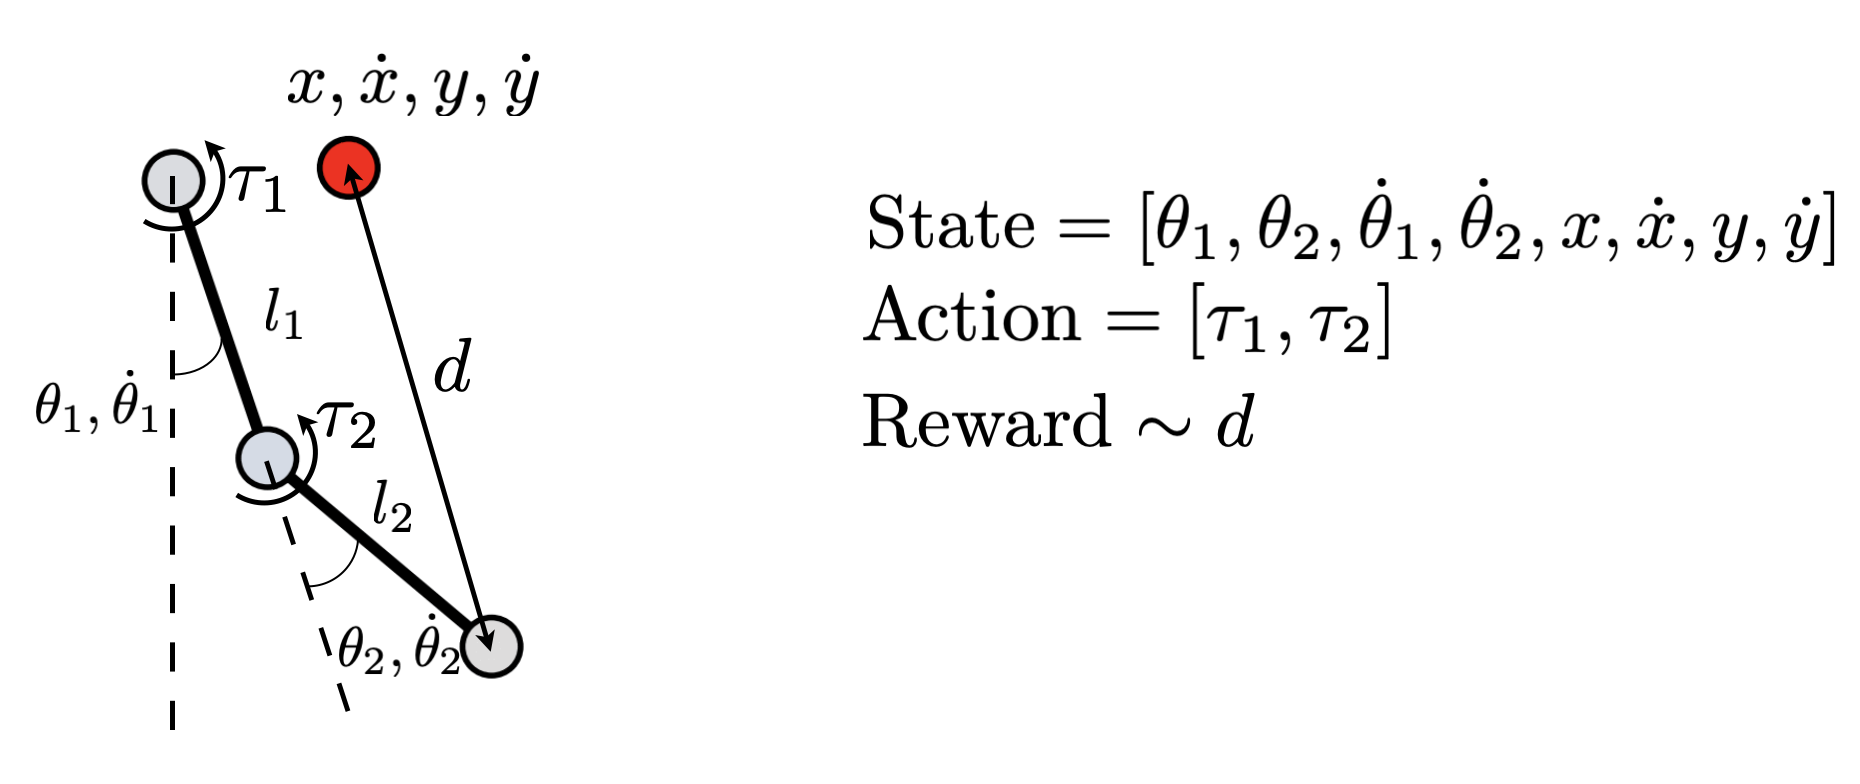 x, ẋ, y, ẏ
τ₁
l₁
d
θ₁, θ̇₁
τ₂
l₂
θ₂, θ̇₂
State = [θ₁, θ₂, θ̇₁, θ̇₂, x, ẋ, y, ẏ]
Action = [τ₁, τ₂]
Reward ∼ d